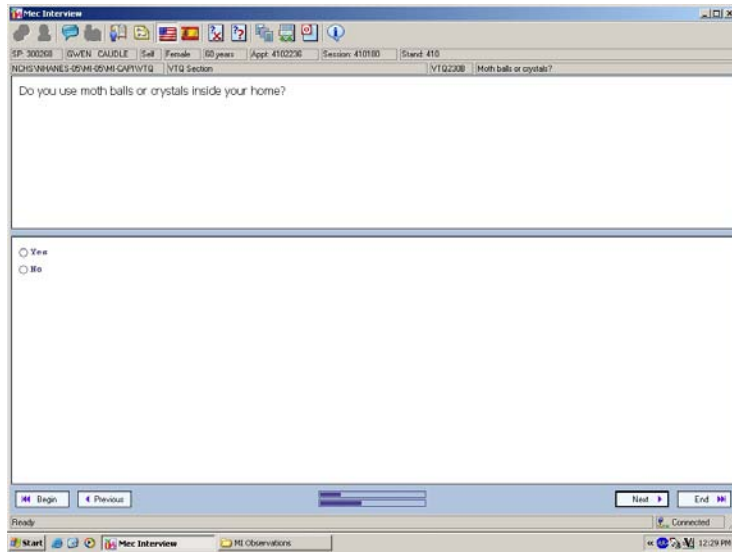 Mec Interview
SP: 300268 GWEN CAUDLE Self Female 60 years Appt: 4102236 Session: 410180 Stand: 410
NCHS\NHANES-05\MI-05\MI-CAPI\VTQ VTQ Section VTQ230B Moth balls or crystals?
Do you use moth balls or crystals inside your home?
Yes
No
Begin Previous Next End
Ready Connected
Start Mec Interview MI Observations 12:29 PM